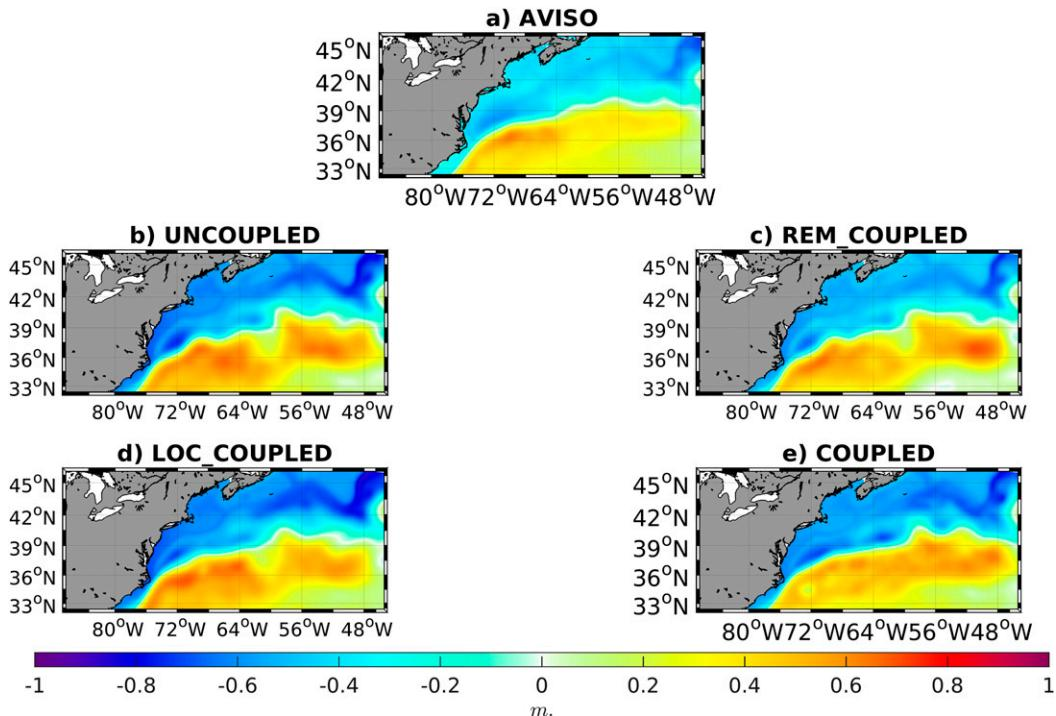 a) AVISO
45°N
42°N
39°N
36°N
33°N
80°W72°W64°W56°W48°W
b) UNCOUPLED
45°N
42°N
39°N
36°N
33°N
80°W 72°W 64°W 56°W 48°W
c) REM_COUPLED
45°N
42°N
39°N
36°N
33°N
80°W 72°W 64°W 56°W 48°W
d) LOC_COUPLED
45°N
42°N
39°N
36°N
33°N
80°W 72°W 64°W 56°W 48°W
e) COUPLED
45°N
42°N
39°N
36°N
33°N
80°W72°W64°W56°W48°W
-1 -0.8 -0.6 -0.4 -0.2 0 0.2 0.4 0.6 0.8 1
m.